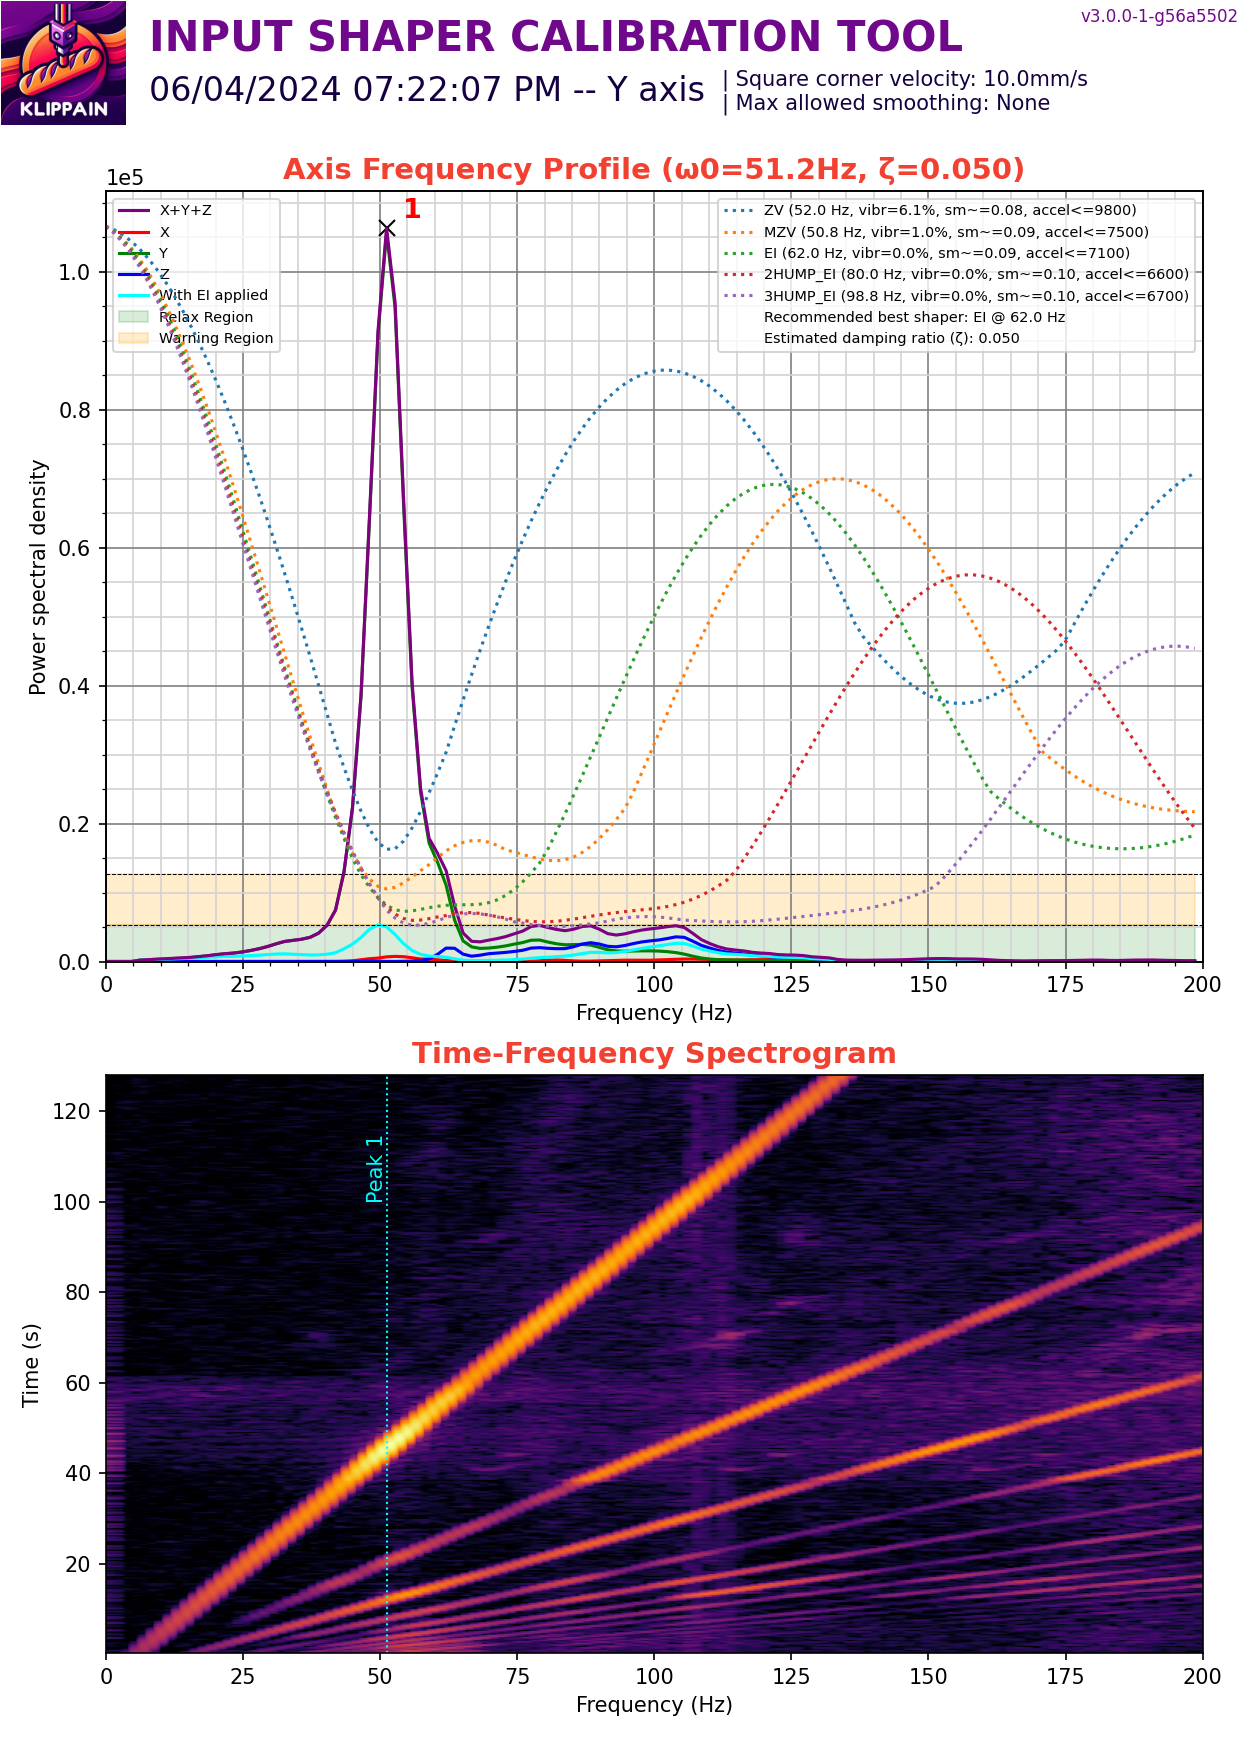 v3.0.0-1-g56a5502
INPUT SHAPER CALIBRATION TOOL
06/04/2024 07:22:07 PM -- Y axis
| Square corner velocity: 10.0mm/s
| Max allowed smoothing: None
KLIPPAIN
Axis Frequency Profile (ω0=51.2Hz, ζ=0.050)
1e5
1
X+Y+Z
X
Y
Z
With EI applied
Relax Region
Warning Region
ZV (52.0 Hz, vibr=6.1%, sm~=0.08, accel<=9800)
MZV (50.8 Hz, vibr=1.0%, sm~=0.09, accel<=7500)
EI (62.0 Hz, vibr=0.0%, sm~=0.09, accel<=7100)
2HUMP_EI (80.0 Hz, vibr=0.0%, sm~=0.10, accel<=6600)
3HUMP_EI (98.8 Hz, vibr=0.0%, sm~=0.10, accel<=6700)
Recommended best shaper: EI @ 62.0 Hz
Estimated damping ratio (ζ): 0.050
Power spectral density
1.0
0.8
0.6
0.4
0.2
0.0
0 25 50 75 100 125 150 175 200
Frequency (Hz)
Time-Frequency Spectrogram
Time (s)
120
100
80
60
40
20
Peak 1
0 25 50 75 100 125 150 175 200
Frequency (Hz)